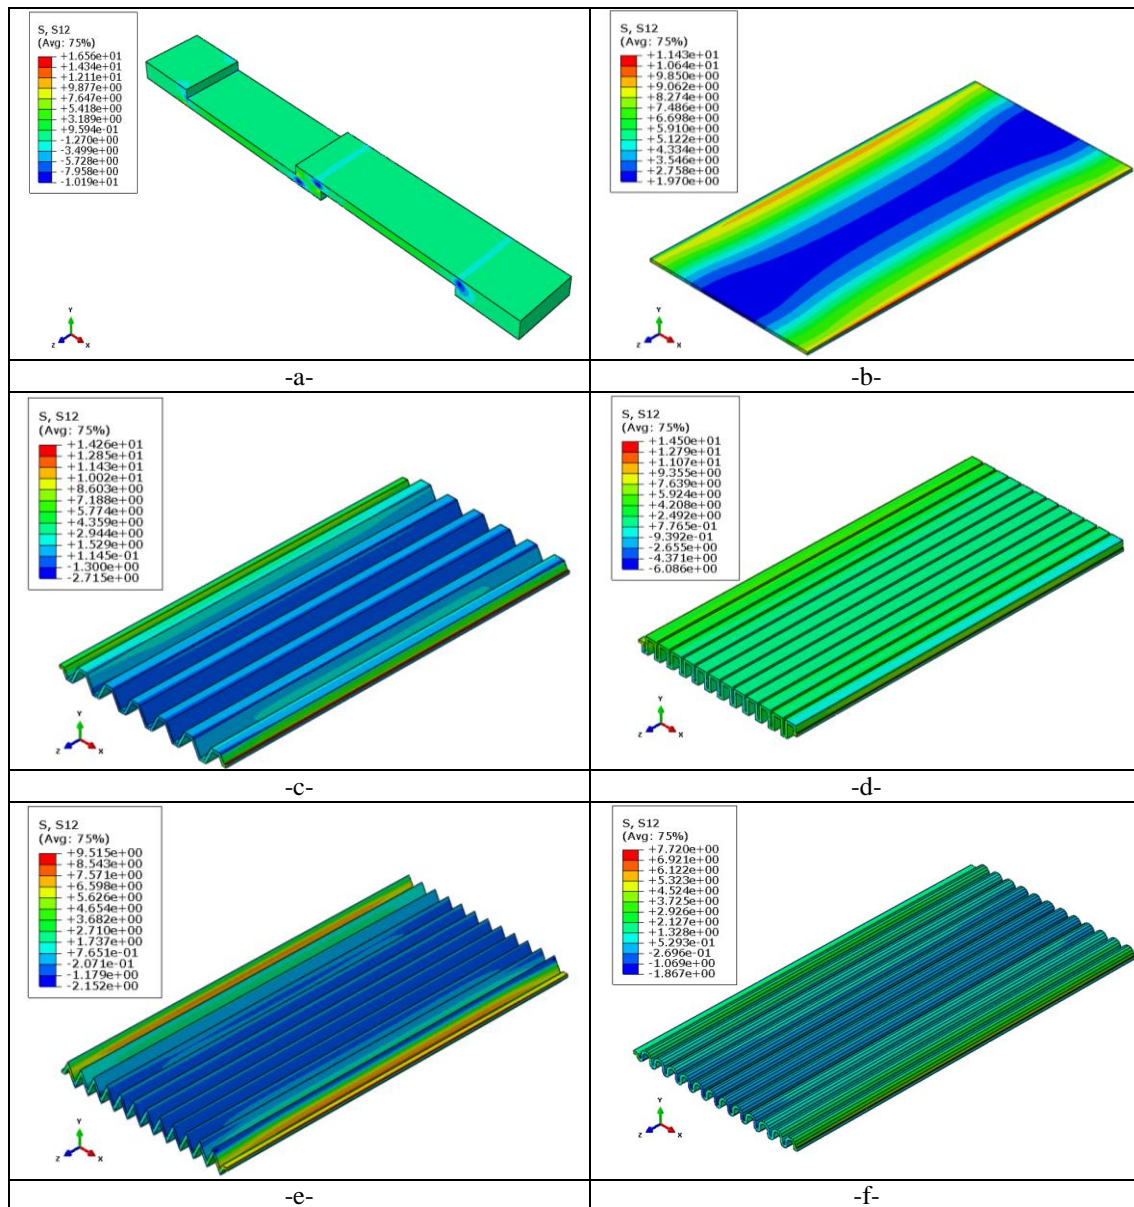 S, S12
(Avg: 75%)
+1.656e+01
+1.434e+01
+1.211e+01
+9.877e+00
+7.647e+00
+5.418e+00
+3.189e+00
+9.594e-01
-1.270e+00
-3.499e+00
-5.728e+00
-7.958e+00
-1.019e+01
Y
Z X
-a-
S, S12
(Avg: 75%)
+1.143e+01
+1.064e+01
+9.850e+00
+9.062e+00
+8.274e+00
+7.486e+00
+6.698e+00
+5.910e+00
+5.122e+00
+4.334e+00
+3.546e+00
+2.758e+00
+1.970e+00
Y
Z X
-b-
S, S12
(Avg: 75%)
+1.426e+01
+1.285e+01
+1.143e+01
+1.002e+01
+8.603e+00
+7.188e+00
+5.774e+00
+4.359e+00
+2.944e+00
+1.529e+00
+1.145e-01
-1.300e+00
-2.715e+00
Y
Z X
-c-
S, S12
(Avg: 75%)
+1.450e+01
+1.279e+01
+1.107e+01
+9.355e+00
+7.639e+00
+5.924e+00
+4.208e+00
+2.492e+00
+7.765e-01
-9.392e-01
-2.655e+00
-4.371e+00
-6.086e+00
Y
Z X
-d-
S, S12
(Avg: 75%)
+9.515e+00
+8.543e+00
+7.571e+00
+6.598e+00
+5.626e+00
+4.654e+00
+3.682e+00
+2.710e+00
+1.737e+00
+7.651e-01
-2.071e-01
-1.179e+00
-2.152e+00
Y
Z X
-e-
S, S12
(Avg: 75%)
+7.720e+00
+6.921e+00
+6.122e+00
+5.323e+00
+4.524e+00
+3.725e+00
+2.926e+00
+2.127e+00
+1.328e+00
+5.293e-01
-2.696e-01
-1.069e+00
-1.867e+00
Y
Z X
-f-